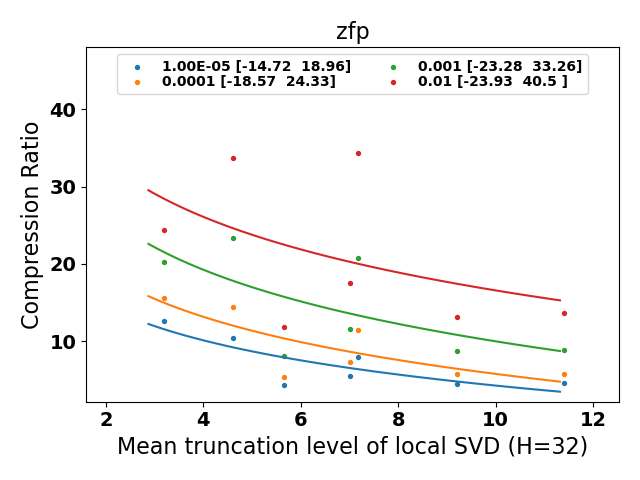 zfp
1.00E-05 [-14.72  18.96]
0.0001 [-18.57  24.33]
0.001 [-23.28  33.26]
0.01 [-23.93  40.5 ]
Compression Ratio
40
30
20
10
2 4 6 8 10 12
Mean truncation level of local SVD (H=32)